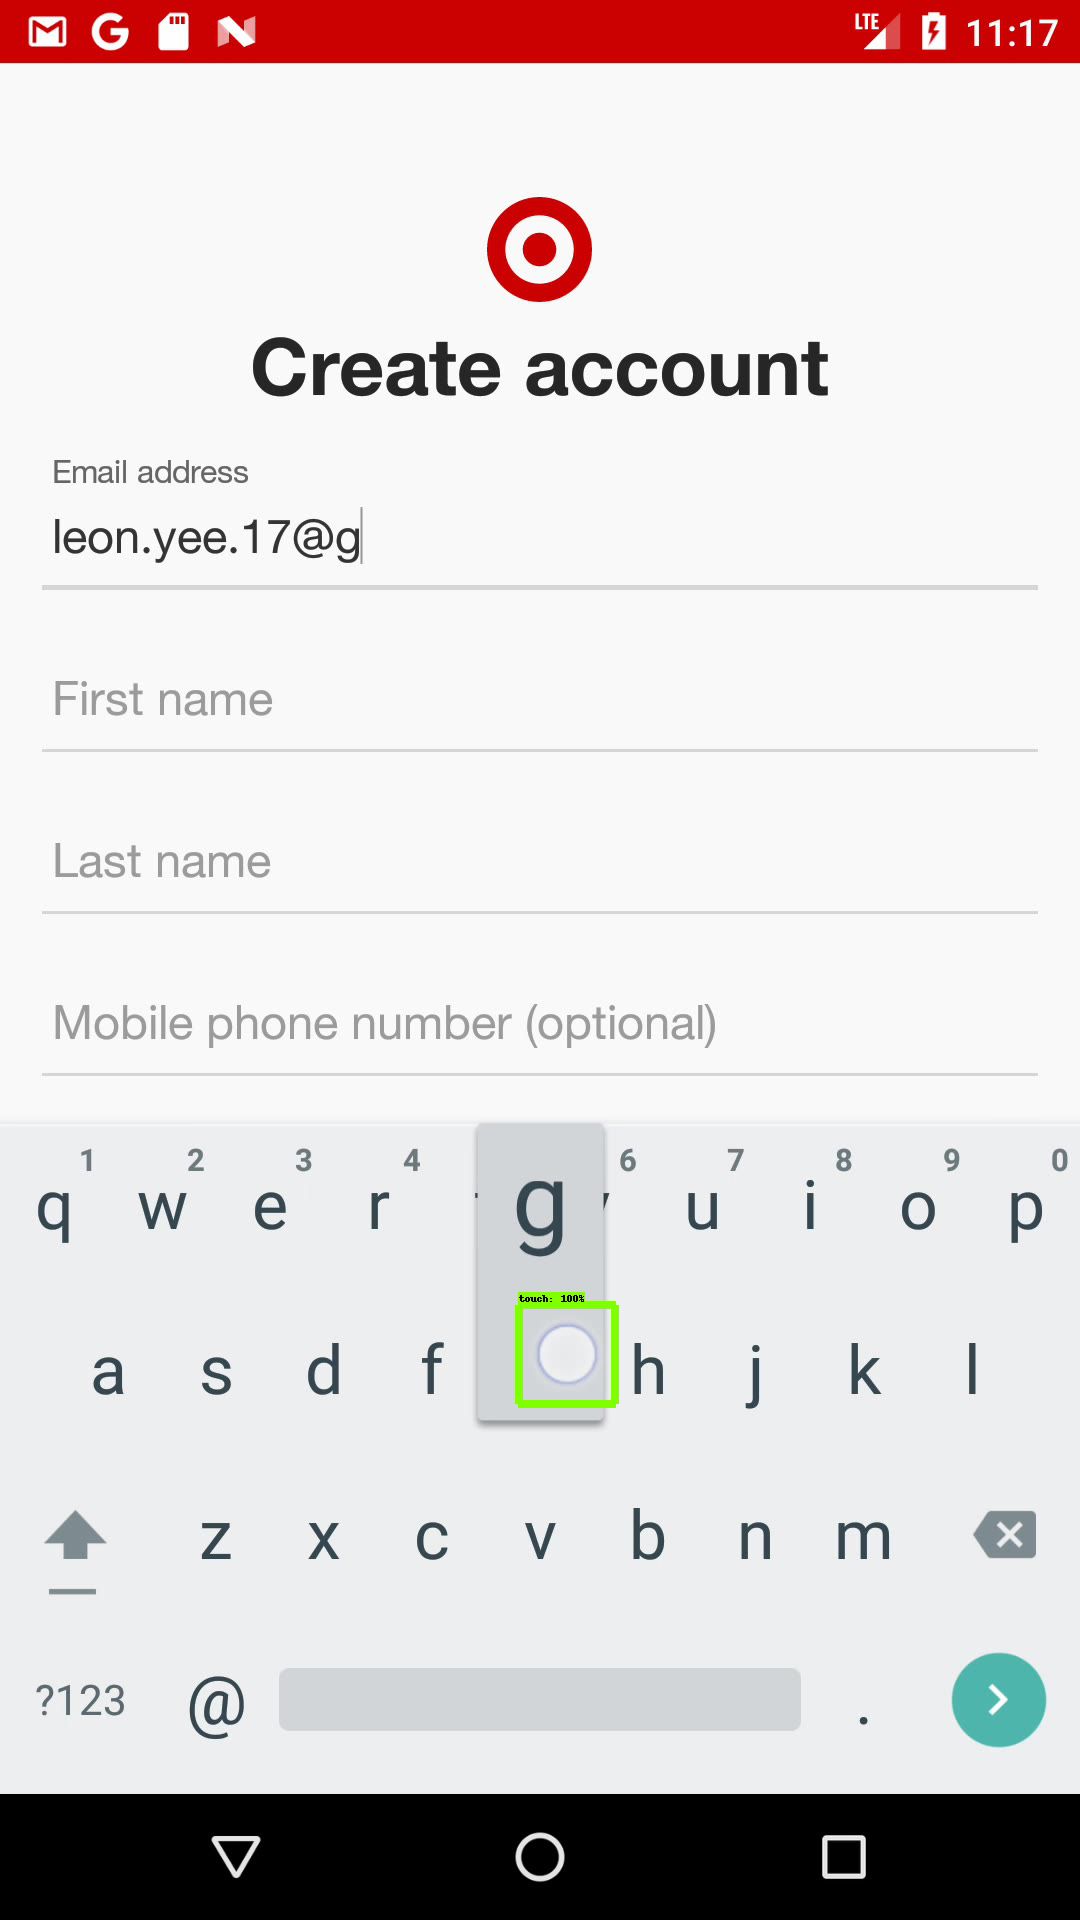 LTE 11:17
Create account
Email address
leon.yee.17@g
First name
Last name
Mobile phone number (optional)
1 2 3 4 6 7 8 9 0
q w e r g u i o p
touch: 100%
a s d f h j k l
z x c v b n m
?123 @ .